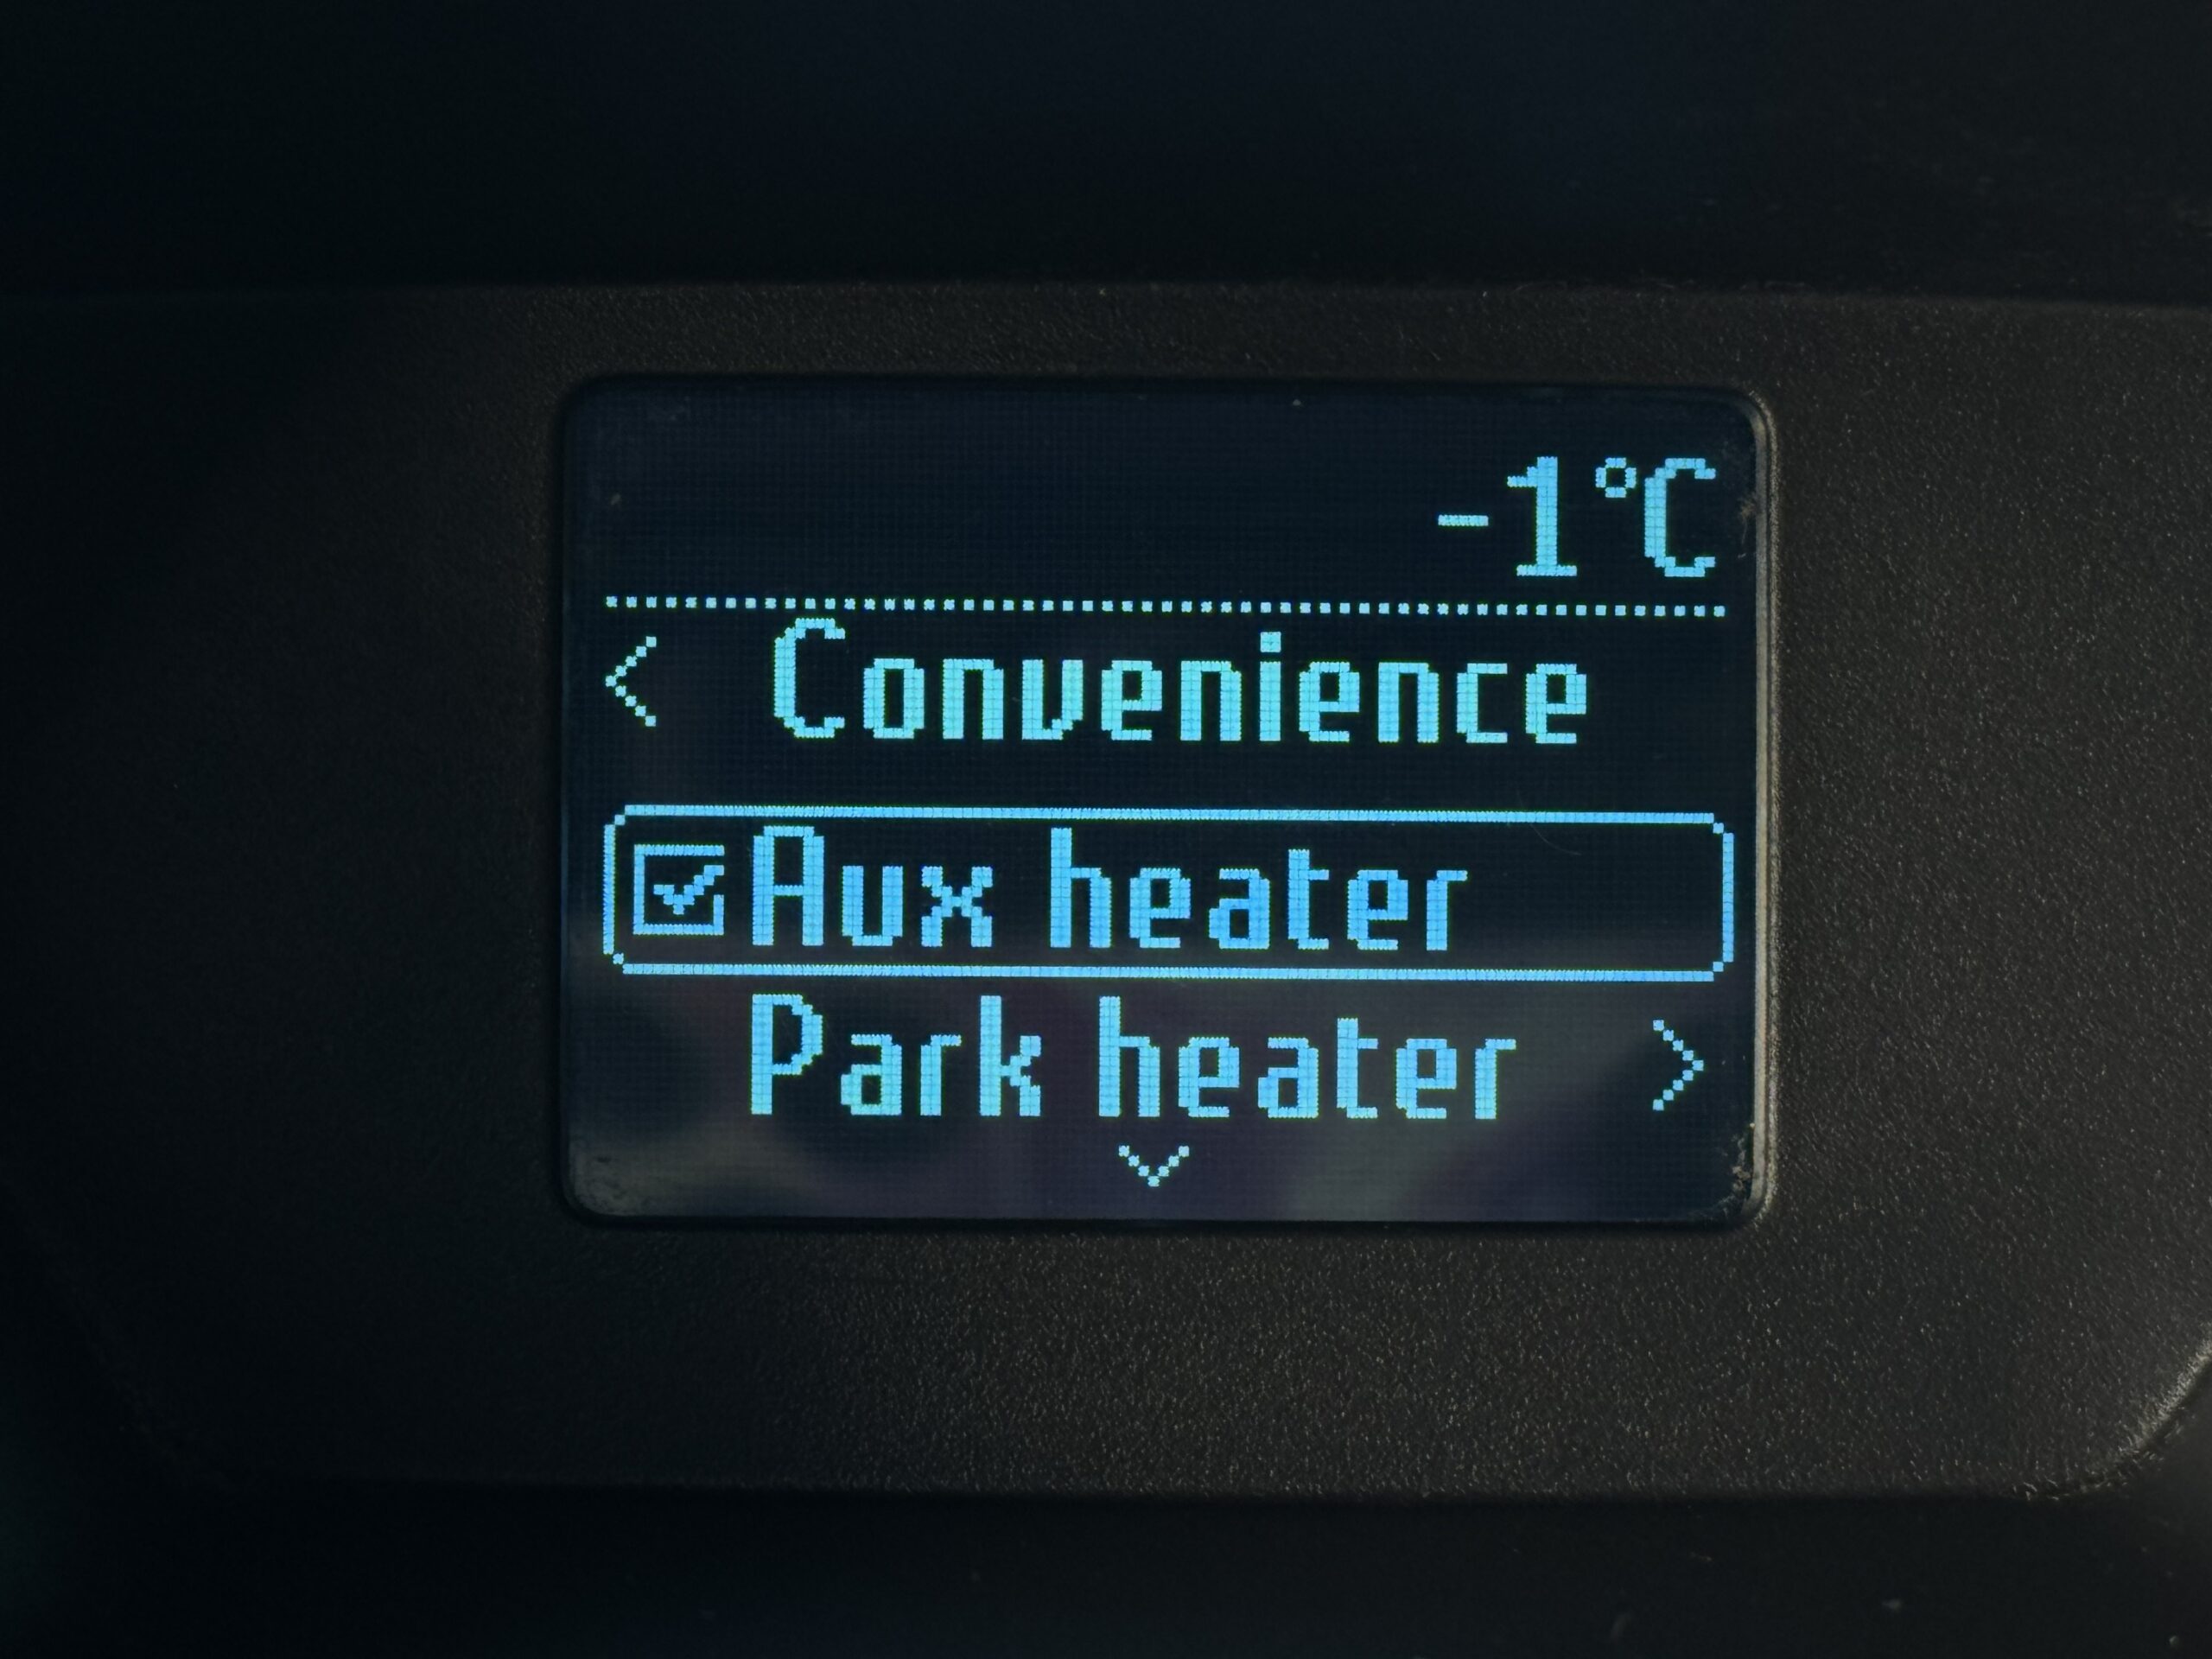 -1°C
Convenience
Aux heater
Park heater